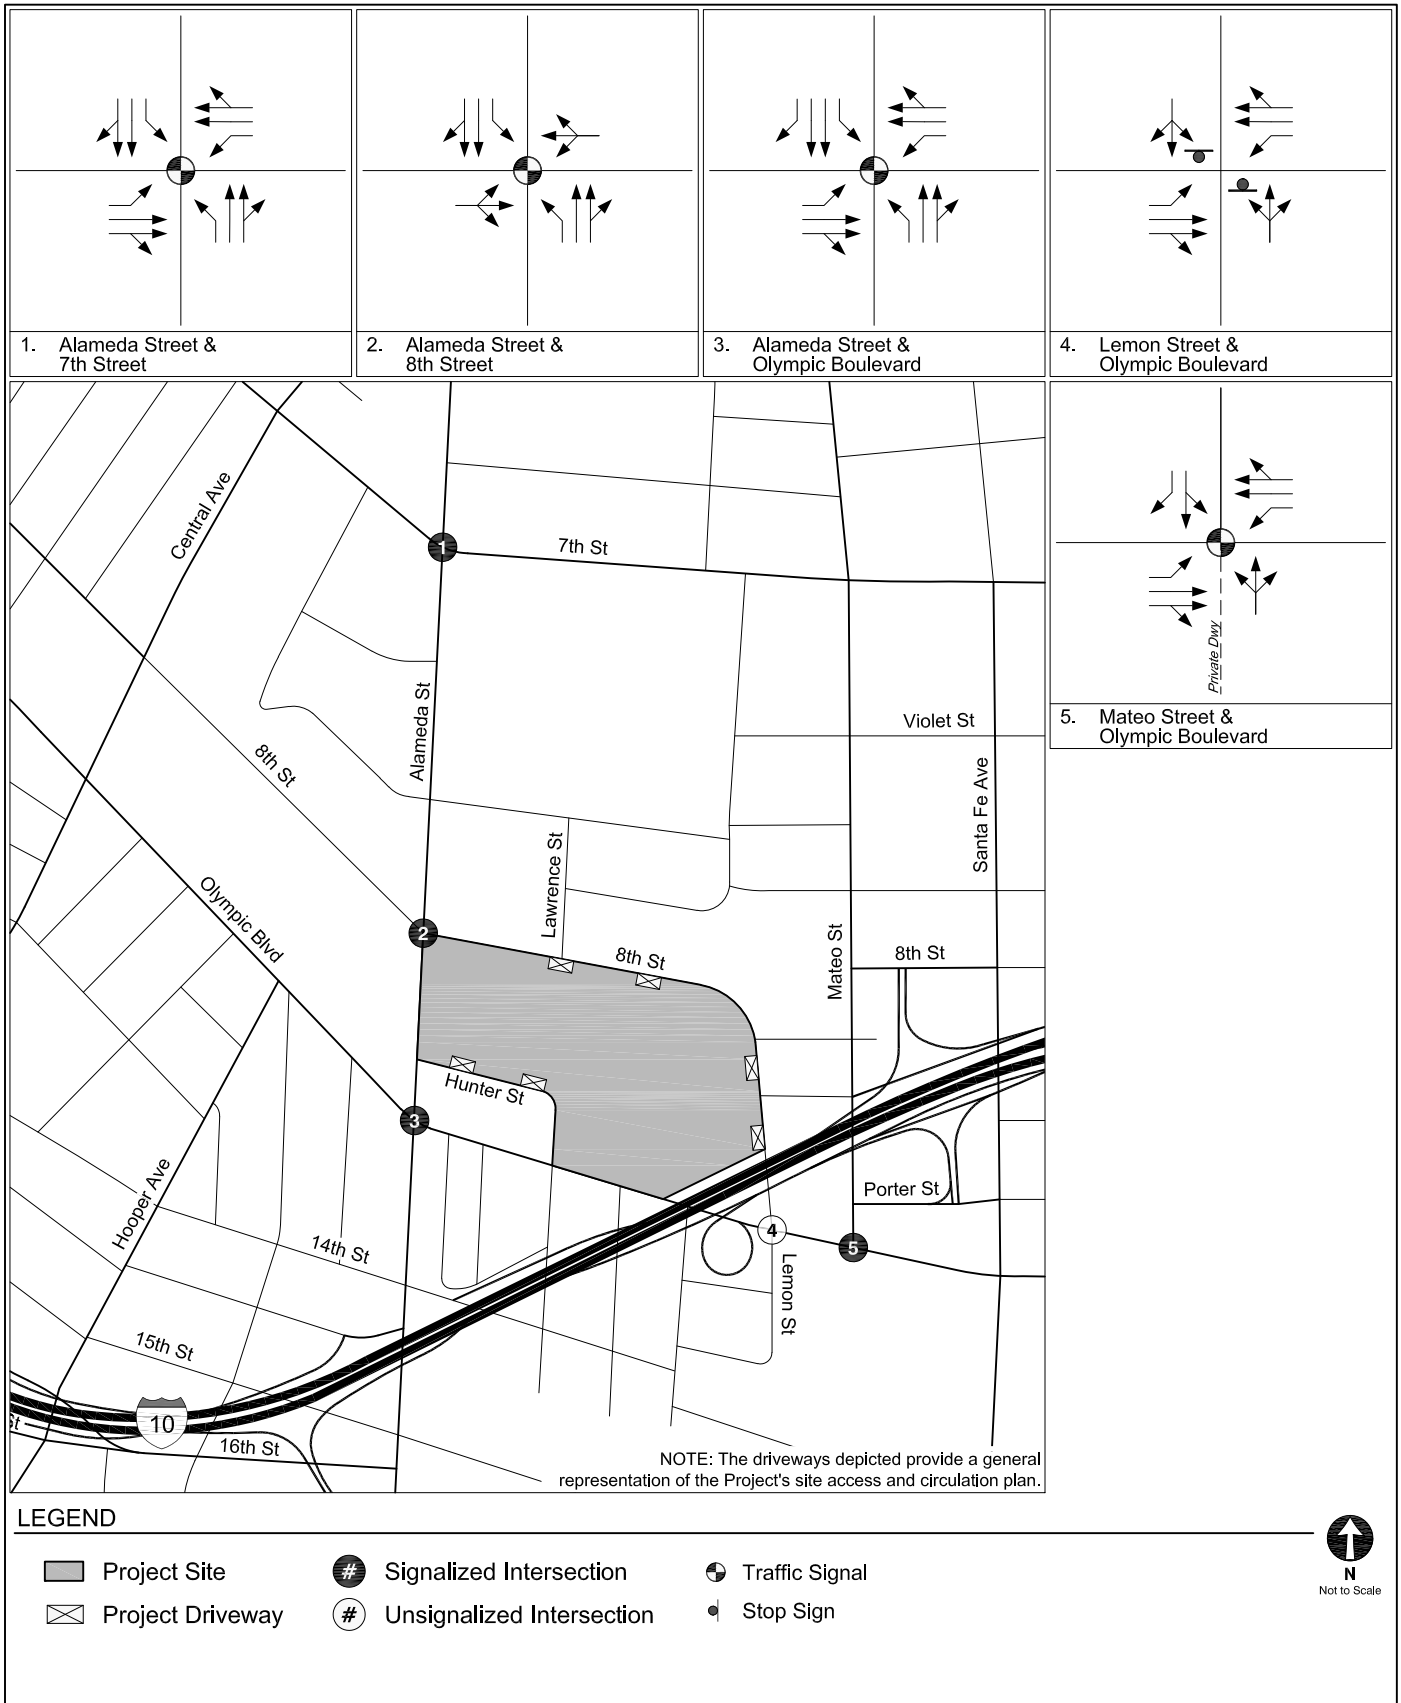 1. Alameda Street &
7th Street
2. Alameda Street &
8th Street
3. Alameda Street &
Olympic Boulevard
4. Lemon Street &
Olympic Boulevard
Private Dwy
5. Mateo Street &
Olympic Boulevard
Central Ave
1
7th St
Alameda St
8th St
Violet St
Santa Fe Ave
Lawrence St
Olympic Blvd
2
8th St
Mateo St
8th St
Hunter St
3
Hooper Ave
Porter St
14th St
4
5
Lemon St
15th St
10
St
16th St
NOTE: The driveways depicted provide a general
representation of the Project's site access and circulation plan.
LEGEND
Project Site
# Signalized Intersection
Traffic Signal
Project Driveway
# Unsignalized Intersection
Stop Sign
N
Not to Scale